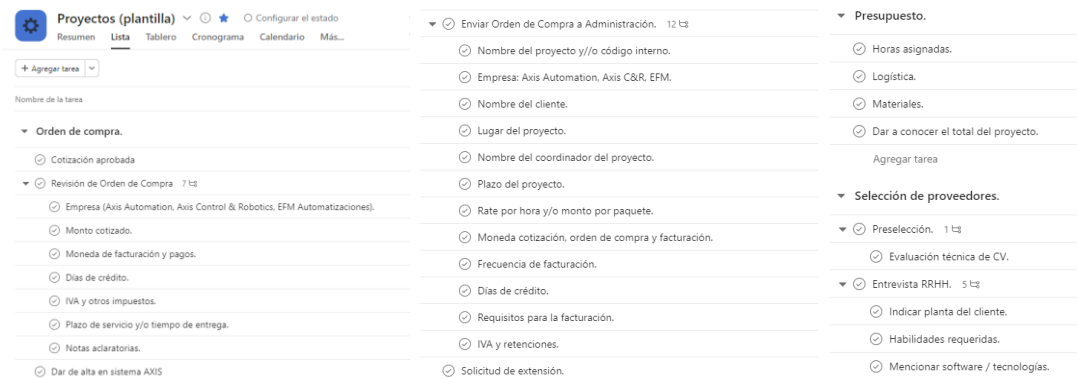 Proyectos (plantilla)
Configurar el estado
Resumen Lista Tablero Cronograma Calendario Más...
+ Agregar tarea
Nombre de la tarea
Orden de compra.
Cotización aprobada
Revisión de Orden de Compra 7
Empresa (Axis Automation, Axis Control & Robotics, EFM Automatizaciones).
Monto cotizado.
Moneda de facturación y pagos.
Días de crédito.
IVA y otros impuestos.
Plazo de servicio y/o tiempo de entrega.
Notas aclaratorias.
Dar de alta en sistema AXIS
Enviar Orden de Compra a Administración. 12
Nombre del proyecto y//o código interno.
Empresa: Axis Automation, Axis C&R, EFM.
Nombre del cliente.
Lugar del proyecto.
Nombre del coordinador del proyecto.
Plazo del proyecto.
Rate por hora y/o monto por paquete.
Moneda cotización, orden de compra y facturación.
Frecuencia de facturación.
Días de crédito.
Requisitos para la facturación.
IVA y retenciones.
Solicitud de extensión.
Presupuesto.
Horas asignadas.
Logística.
Materiales.
Dar a conocer el total del proyecto.
Agregar tarea
Selección de proveedores.
Preselección. 1
Evaluación técnica de CV.
Entrevista RRHH. 5
Indicar planta del cliente.
Habilidades requeridas.
Mencionar software / tecnologías.